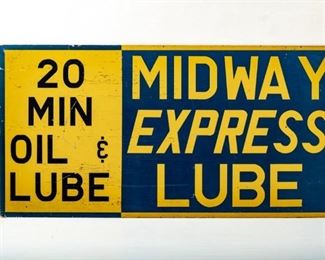 20
MIN
OIL &
LUBE
MIDWAY
EXPRESS
LUBE